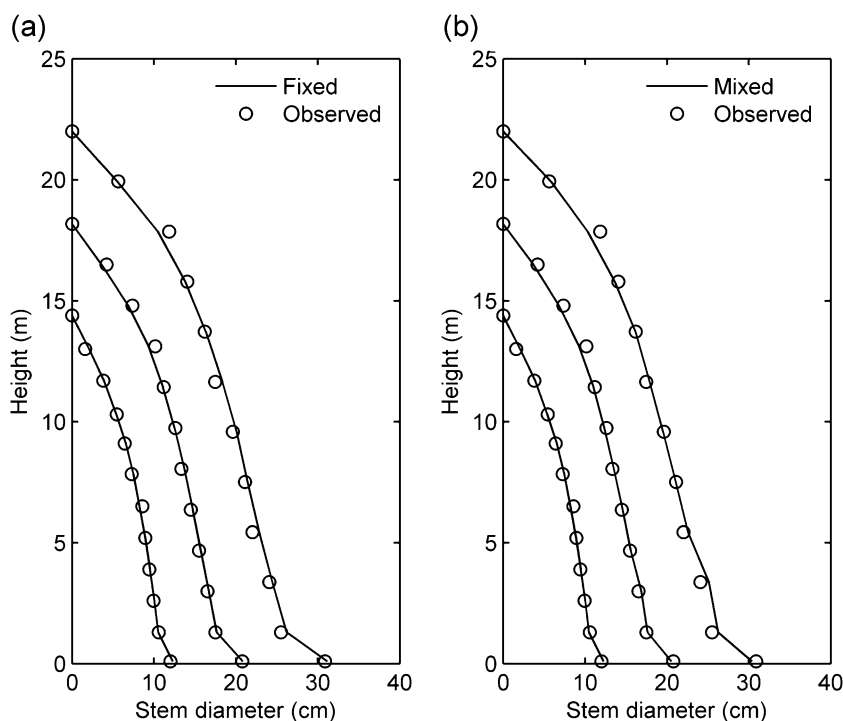 (a)
25
20
15
10
5
0
Height (m)
Fixed
Observed
0 10 20 30 40
Stem diameter (cm)
(b)
25
20
15
10
5
0
Height (m)
Mixed
Observed
0 10 20 30 40
Stem diameter (cm)